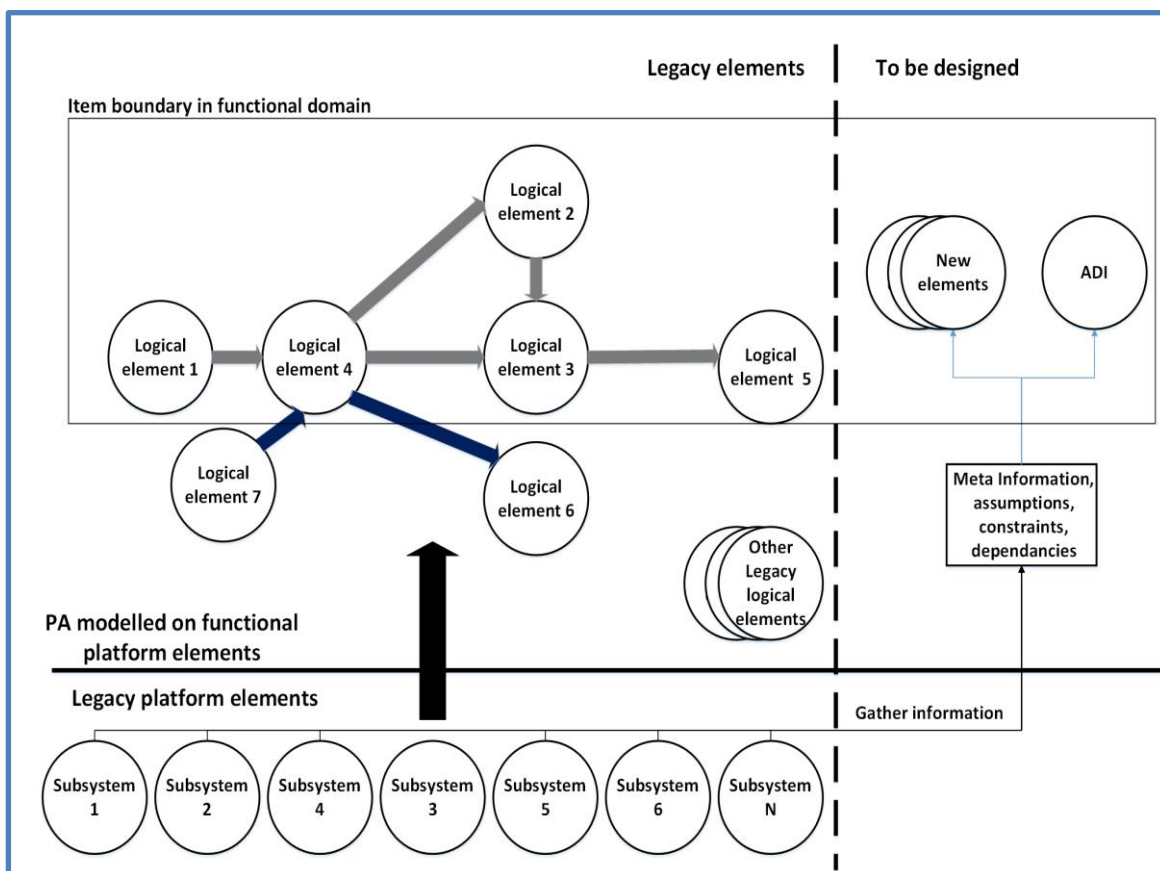 Legacy elements
To be designed
Item boundary in functional domain
Logical
element 2
New
elements
ADI
Logical
element 1
Logical
element 4
Logical
element 3
Logical
element  5
Logical
element 7
Logical
element 6
Meta Information,
assumptions,
constraints,
dependancies
Other
Legacy
logical
elements
PA modelled on functional
platform elements
Legacy platform elements
Gather information
Subsystem
1
Subsystem
2
Subsystem
4
Subsystem
3
Subsystem
5
Subsystem
6
Subsystem
N